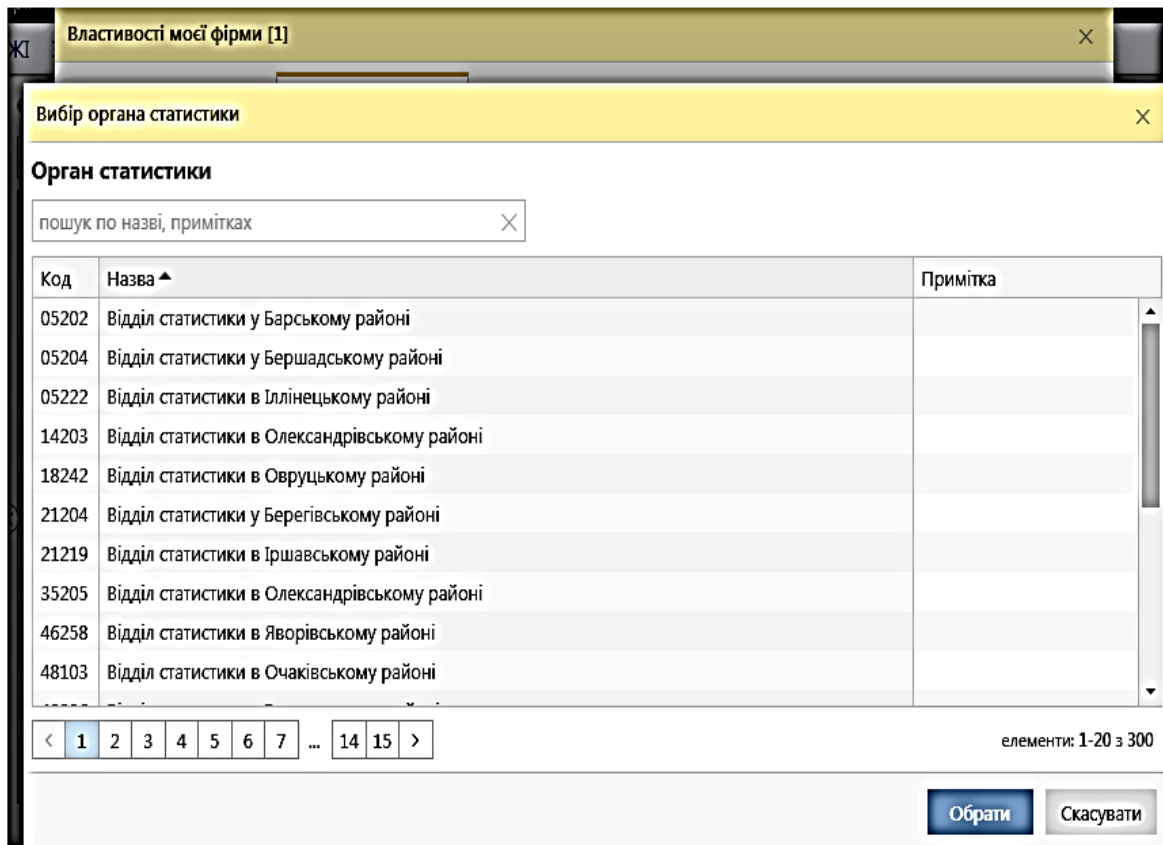 Властивості моєї фірми [1]
ЖІ
Вибір органа статистики
Орган статистики
пошук по назві, примітках
Код Назва Примітка
05202 Відділ статистики у Барському районі
05204 Відділ статистики у Бершадському районі
05222 Відділ статистики в Іллінецькому районі
14203 Відділ статистики в Олександрівському районі
18242 Відділ статистики в Овруцькому районі
21204 Відділ статистики у Берегівському районі
21219 Відділ статистики в Іршавському районі
35205 Відділ статистики в Олександрівському районі
46258 Відділ статистики в Яворівському районі
48103 Відділ статистики в Очаківському районі
< 1 2 3 4 5 6 7 ... 14 15 > елементи: 1-20 з 300
Обрати Скасувати